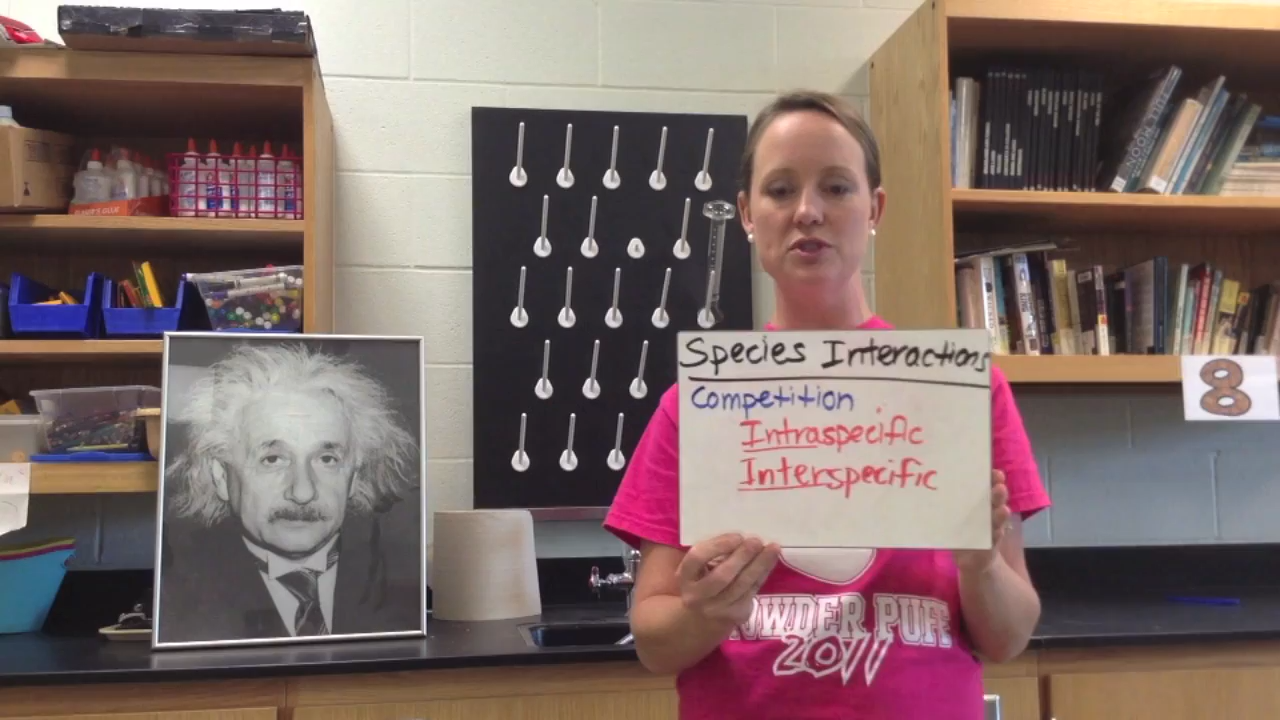 Species Interactions
Competition
Intraspecific
Interspecific
POWDER PUFF
2011
8